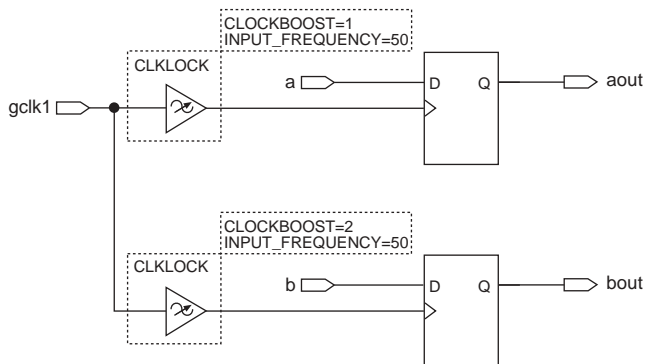 CLOCKBOOST=1
INPUT_FREQUENCY=50
CLKLOCK
a
D
Q
aout
gclk1
CLOCKBOOST=2
INPUT_FREQUENCY=50
CLKLOCK
b
D
Q
bout